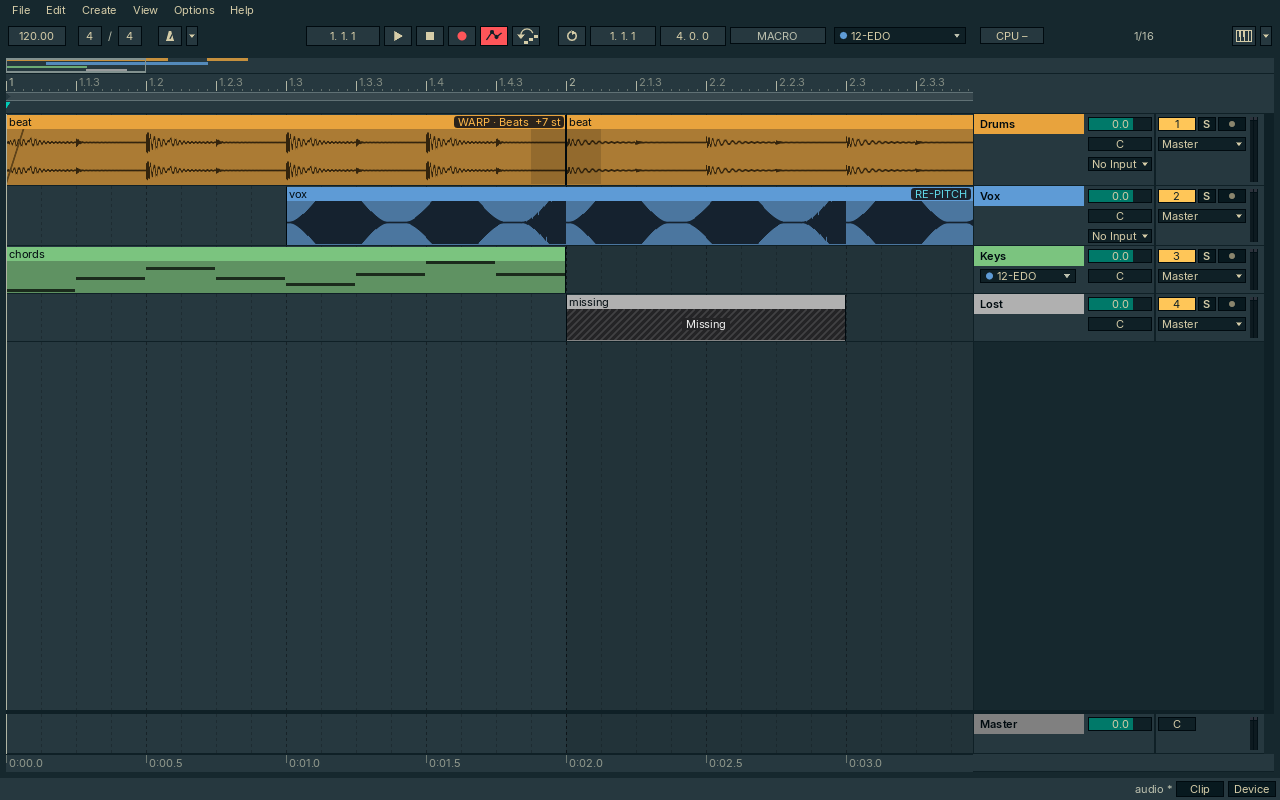 File Edit Create View Options Help
120.00 4 / 4 1. 1. 1 1. 1. 1 4. 0. 0 MACRO 12-EDO CPU – 1/16
1 1.1.3 1.2 1.2.3 1.3 1.3.3 1.4 1.4.3 2 2.1.3 2.2 2.2.3 2.3 2.3.3
beat WARP · Beats +7 st beat Drums 0.0 1 S
C Master
No Input
vox RE-PITCH Vox 0.0 2 S
C Master
No Input
chords Keys 0.0 3 S
12-EDO C Master
missing Lost 0.0 4 S
Missing C Master
Master 0.0 C
0:00.0 0:00.5 0:01.0 0:01.5 0:02.0 0:02.5 0:03.0
audio * Clip Device